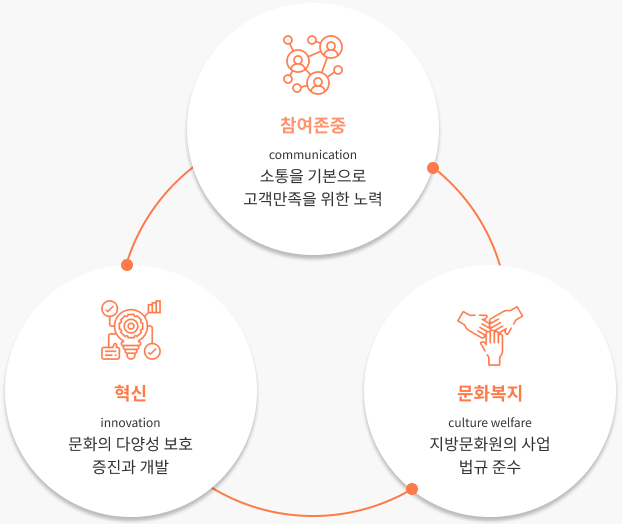 참여존중
communication
소통을 기본으로
고객만족을 위한 노력
혁신
innovation
문화의 다양성 보호
증진과 개발
문화복지
culture welfare
지방문화원의 사업
법규 준수